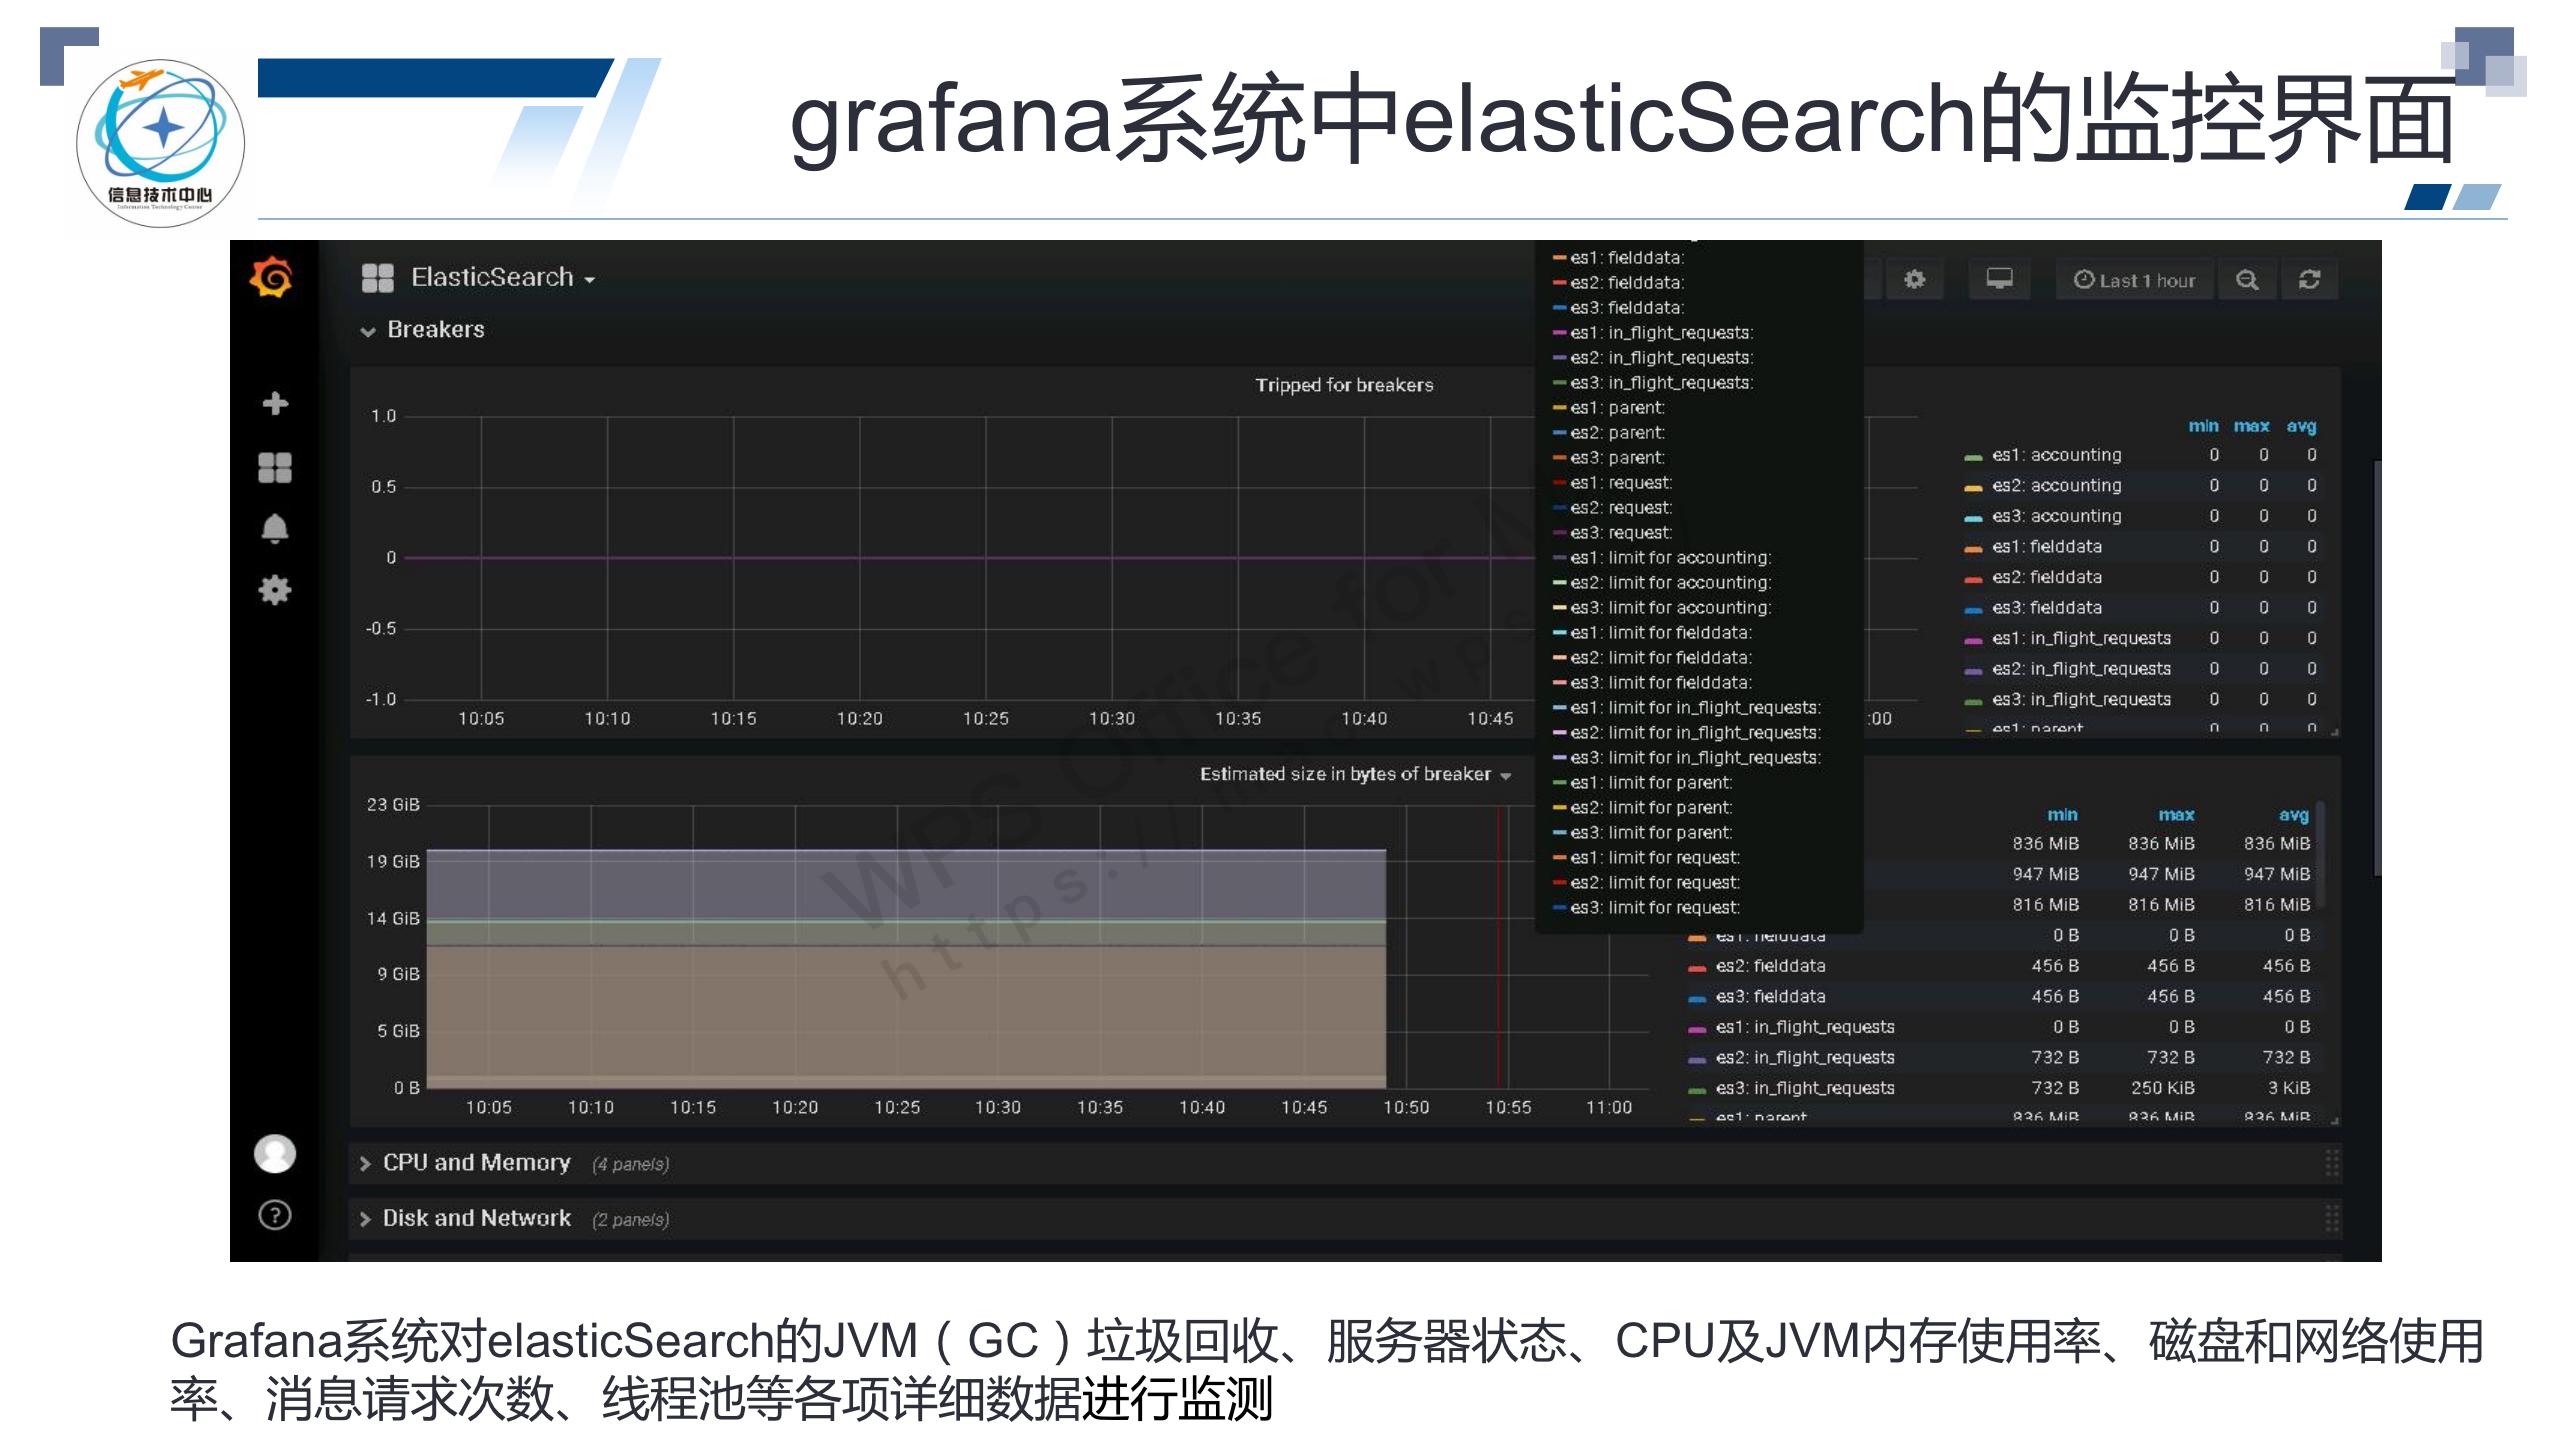 grafana系统中elasticSearch的监控界面
信息技术中心
Information Technology Center
ElasticSearch
Last 1 hour
Breakers
Tripped for breakers
1.0
0.5
0
-0.5
-1.0
10:05 10:10 10:15 10:20 10:25 10:30 10:35 10:40 10:45 :00
min max avg
es1: accounting 0 0 0
es2: accounting 0 0 0
es3: accounting 0 0 0
es1: fielddata 0 0 0
es2: fielddata 0 0 0
es3: fielddata 0 0 0
es1: in_flight_requests 0 0 0
es2: in_flight_requests 0 0 0
es3: in_flight_requests 0 0 0
es1: parent 0 0 0
es1: fielddata:
es2: fielddata:
es3: fielddata:
es1: in_flight_requests:
es2: in_flight_requests:
es3: in_flight_requests:
es1: parent:
es2: parent:
es3: parent:
es1: request:
es2: request:
es3: request:
es1: limit for accounting:
es2: limit for accounting:
es3: limit for accounting:
es1: limit for fielddata:
es2: limit for fielddata:
es3: limit for fielddata:
es1: limit for in_flight_requests:
es2: limit for in_flight_requests:
es3: limit for in_flight_requests:
es1: limit for parent:
es2: limit for parent:
es3: limit for parent:
es1: limit for request:
es2: limit for request:
es3: limit for request:
Estimated size in bytes of breaker
23 GiB
19 GiB
14 GiB
9 GiB
5 GiB
0 B
10:05 10:10 10:15 10:20 10:25 10:30 10:35 10:40 10:45 10:50 10:55 11:00
min max avg
836 MiB 836 MiB 836 MiB
947 MiB 947 MiB 947 MiB
816 MiB 816 MiB 816 MiB
es1: fielddata 0 B 0 B 0 B
es2: fielddata 456 B 456 B 456 B
es3: fielddata 456 B 456 B 456 B
es1: in_flight_requests 0 B 0 B 0 B
es2: in_flight_requests 732 B 732 B 732 B
es3: in_flight_requests 732 B 250 KiB 3 KiB
es1: parent 836 MiB 836 MiB 836 MiB
CPU and Memory (4 panels)
Disk and Network (2 panels)
WPS Office for
https://mac.wps
Grafana系统对elasticSearch的JVM（GC）垃圾回收、服务器状态、CPU及JVM内存使用率、磁盘和网络使用
率、消息请求次数、线程池等各项详细数据进行监测